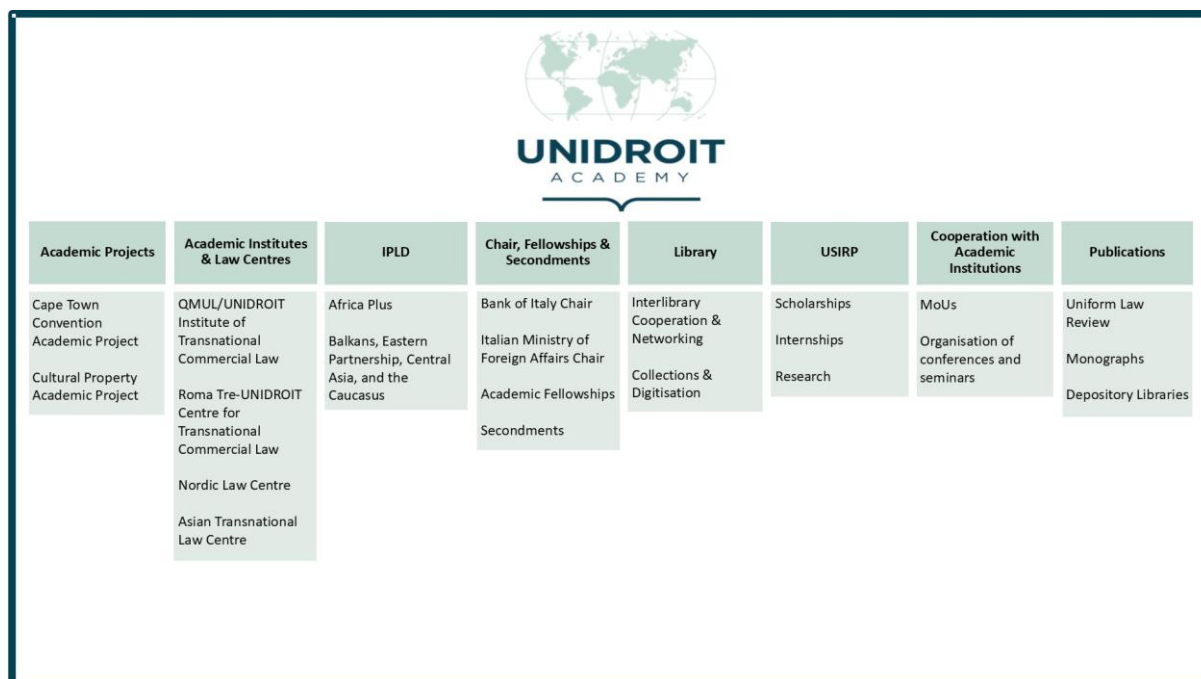 UNIDROIT
ACADEMY
Academic Projects
Cape Town
Convention
Academic Project
Cultural Property
Academic Project
Academic Institutes
& Law Centres
QMUL/UNIDROIT
Institute of
Transnational
Commercial Law
Roma Tre-UNIDROIT
Centre for
Transnational
Commercial Law
Nordic Law Centre
Asian Transnational
Law Centre
IPLD
Africa Plus
Balkans, Eastern
Partnership, Central
Asia, and the
Caucasus
Chair, Fellowships &
Secondments
Bank of Italy Chair
Italian Ministry of
Foreign Affairs Chair
Academic Fellowships
Secondments
Library
Interlibrary
Cooperation &
Networking
Collections &
Digitisation
USIRP
Scholarships
Internships
Research
Cooperation with
Academic
Institutions
MoUs
Organisation of
conferences and
seminars
Publications
Uniform Law
Review
Monographs
Depository Libraries